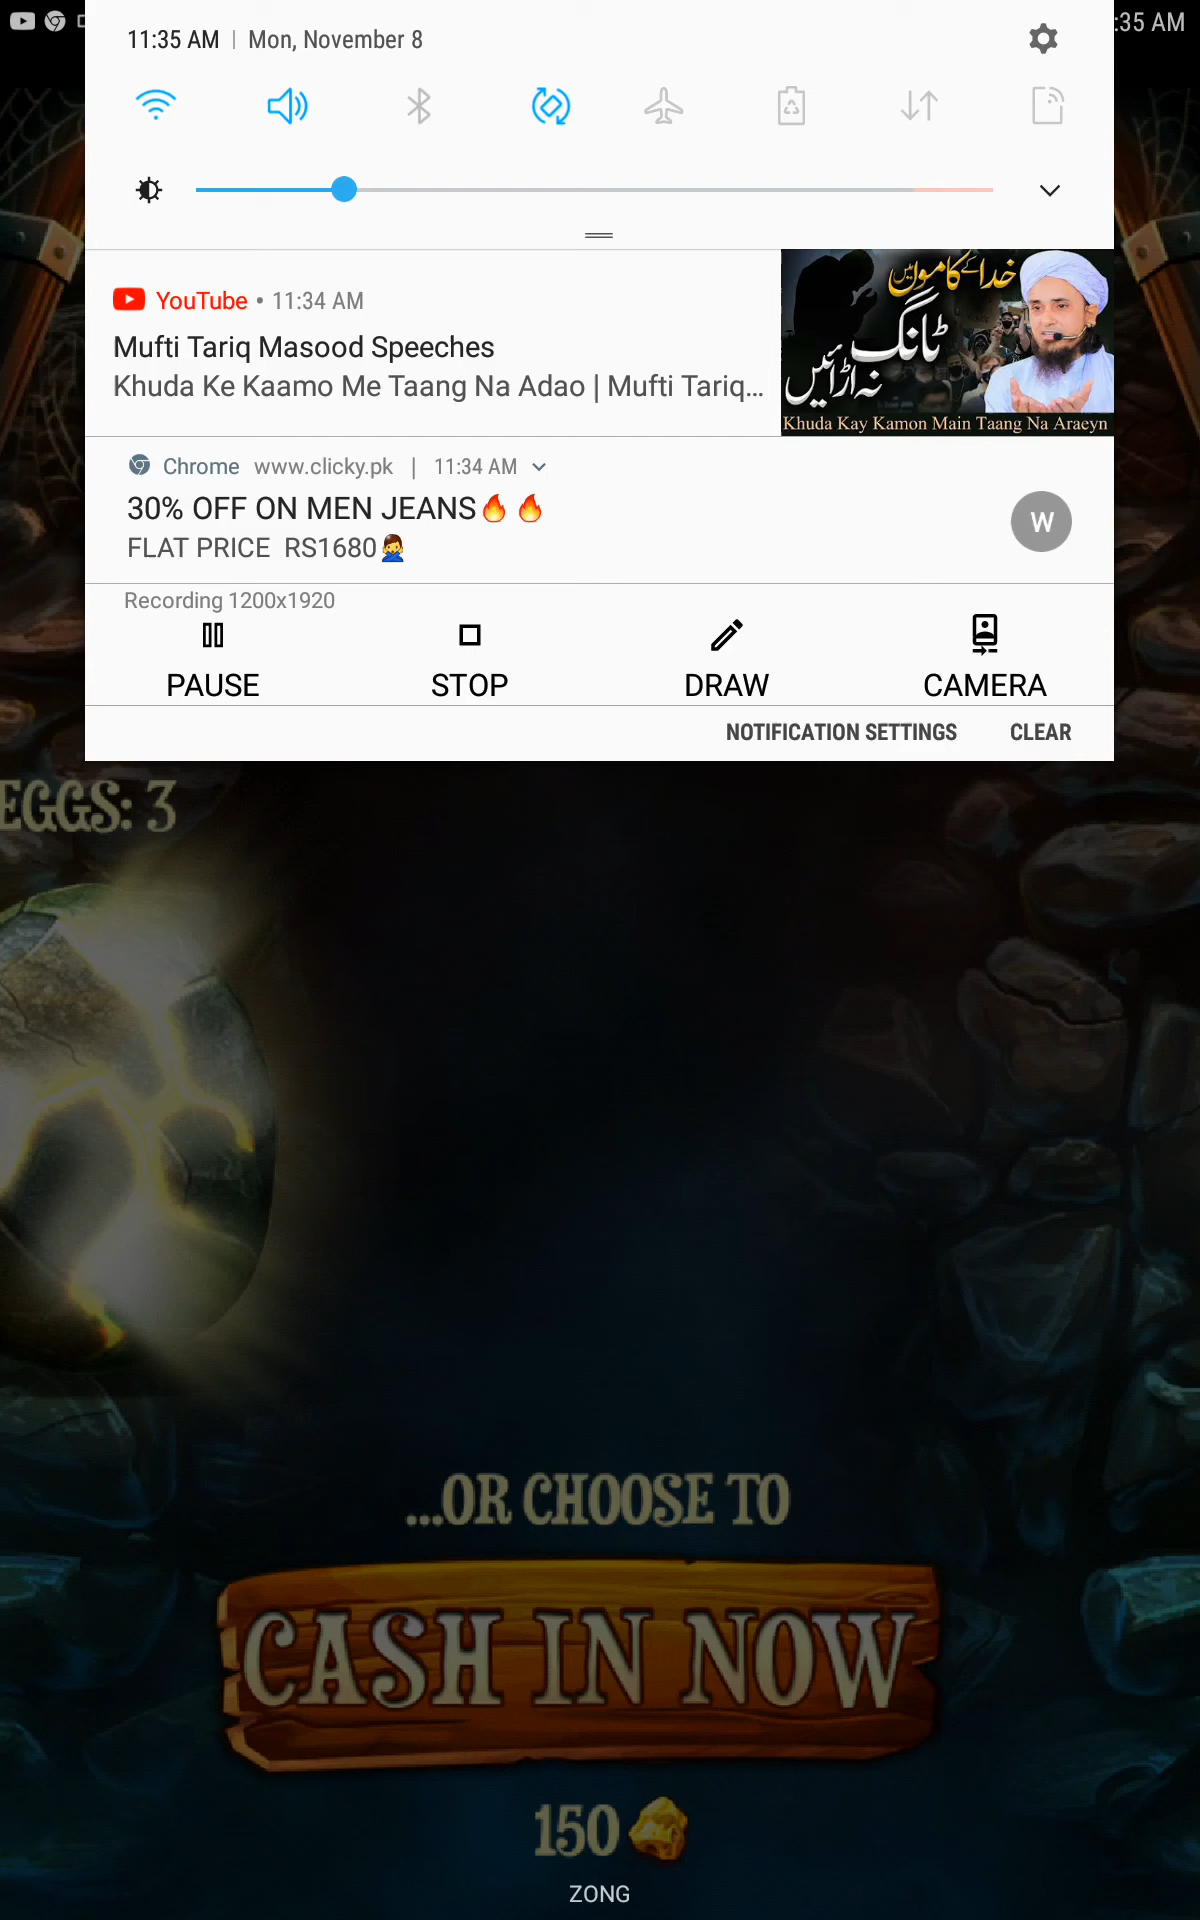 :35 AM
11:35 AM | Mon, November 8
YouTube • 11:34 AM
Mufti Tariq Masood Speeches
Khuda Ke Kaamo Me Taang Na Adao | Mufti Tariq...
خدا کے کاموں میں
ٹانگ
نہ اڑائیں
Khuda Kay Kamon Main Taang Na Araeyn
Chrome www.clicky.pk | 11:34 AM
30% OFF ON MEN JEANS🔥🔥
FLAT PRICE RS1680🙍‍♂️
W
Recording 1200x1920
PAUSE STOP DRAW CAMERA
NOTIFICATION SETTINGS CLEAR
EGGS: 3
...OR CHOOSE TO
CASH IN NOW
150
ZONG